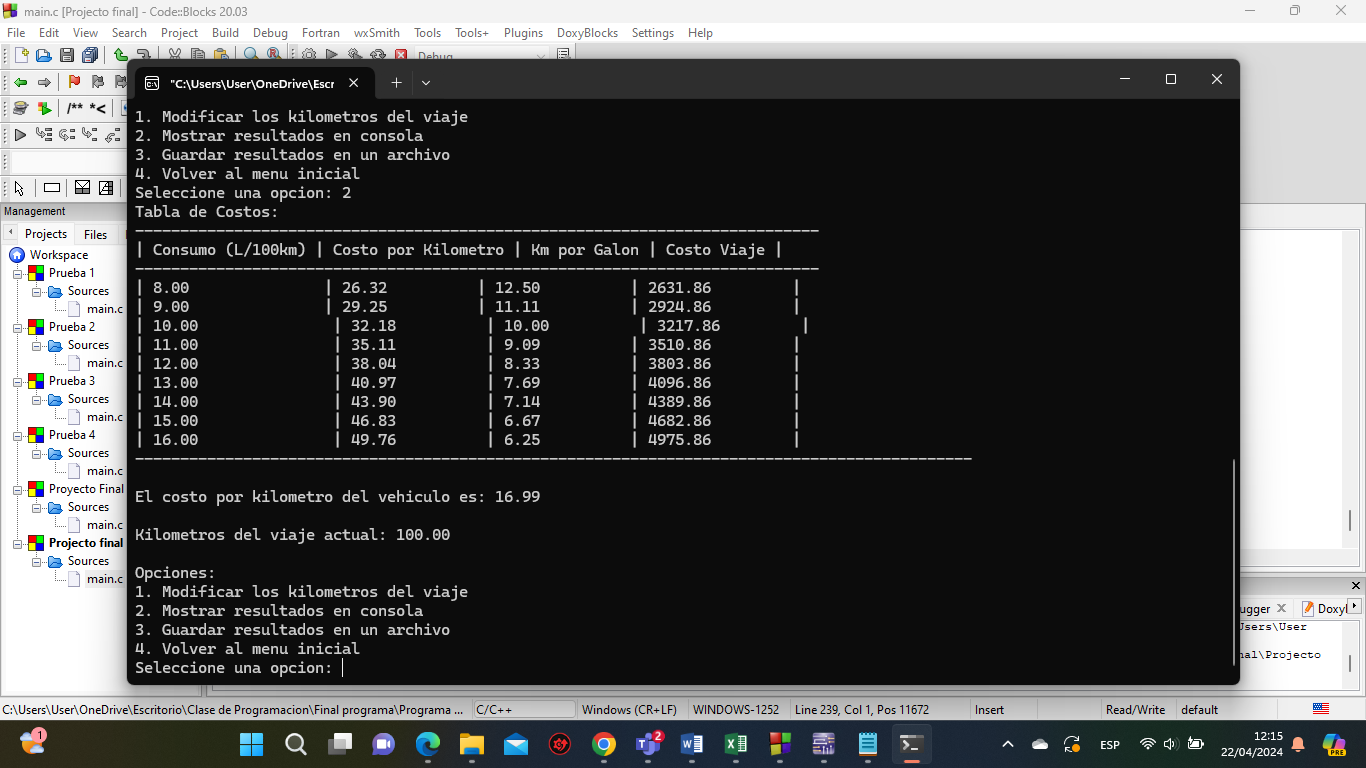 main.c [Projecto final] - Code::Blocks 20.03
File Edit View Search Project Build Debug Fortran wxSmith Tools Tools+ Plugins DoxyBlocks Settings Help
Debug
/** *<
"C:\Users\User\OneDrive\Escr
Management
Projects Files
Workspace
Prueba 1
Sources
main.c
Prueba 2
Sources
main.c
Prueba 3
Sources
main.c
Prueba 4
Sources
main.c
Proyecto Final
Sources
main.c
Projecto final
Sources
main.c
1. Modificar los kilometros del viaje
2. Mostrar resultados en consola
3. Guardar resultados en un archivo
4. Volver al menu inicial
Seleccione una opcion: 2
Tabla de Costos:
| Consumo (L/100km) | Costo por Kilometro | Km por Galon | Costo Viaje |
| 8.00 | 26.32 | 12.50 | 2631.86 |
| 9.00 | 29.25 | 11.11 | 2924.86 |
| 10.00 | 32.18 | 10.00 | 3217.86 |
| 11.00 | 35.11 | 9.09 | 3510.86 |
| 12.00 | 38.04 | 8.33 | 3803.86 |
| 13.00 | 40.97 | 7.69 | 4096.86 |
| 14.00 | 43.90 | 7.14 | 4389.86 |
| 15.00 | 46.83 | 6.67 | 4682.86 |
| 16.00 | 49.76 | 6.25 | 4975.86 |
El costo por kilometro del vehiculo es: 16.99
Kilometros del viaje actual: 100.00
Opciones:
1. Modificar los kilometros del viaje
2. Mostrar resultados en consola
3. Guardar resultados en un archivo
4. Volver al menu inicial
Seleccione una opcion:
ugger Doxyl
Users\User
nal\Projecto
C:\Users\User\OneDrive\Escritorio\Clase de Programacion\Final programa\Programa ... C/C++ Windows (CR+LF) WINDOWS-1252 Line 239, Col 1, Pos 11672 Insert Read/Write default
1
2
ESP
12:15
22/04/2024
PRE